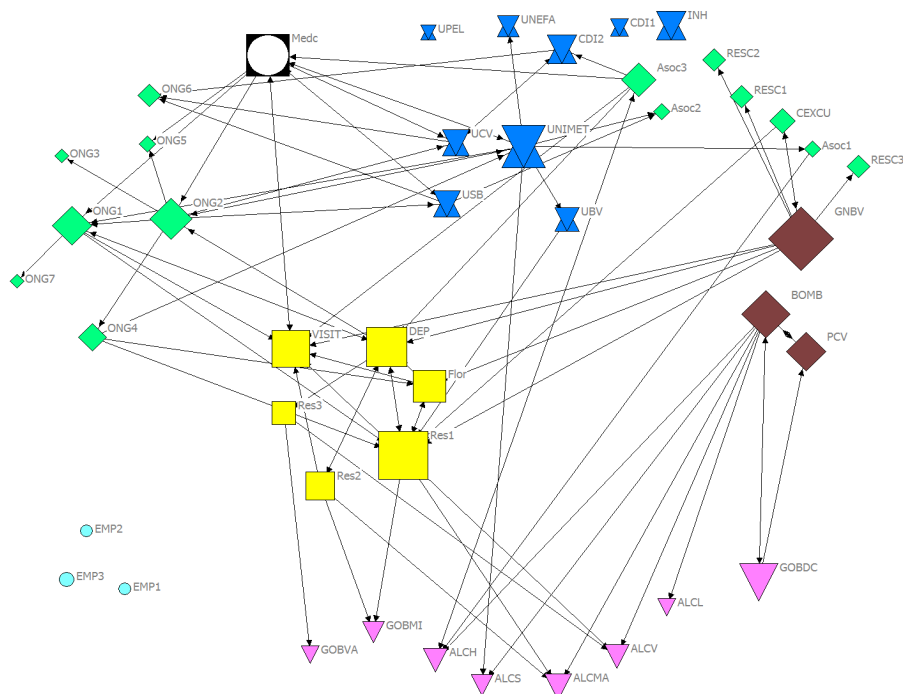 INH
UNEFA
CDI1
UPEL
Medc
CDI2
RESC2
Asoc3
ONG6
RESC1
Asoc2
CEXCU
UCV
UNIMET
ONG5
Asoc1
ONG3
RESC3
USB
ONG2
ONG1
UBV
GNBV
ONG7
BOMB
ONG4
VISIT
DEP
PCV
Flor
Res3
Res1
Res2
EMP2
EMP3
EMP1
GOBDC
ALCL
GOBMI
GOBVA
ALCH
ALCV
ALCS
ALCMA